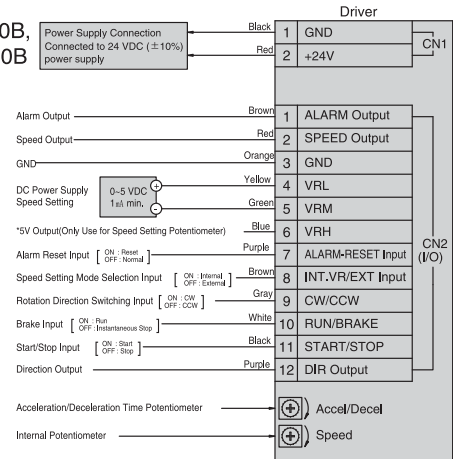 Driver
0B,
0B
Power Supply Connection
Connected to 24 VDC (±10%)
power supply
Black
1 GND
Red
2 +24V
CN1
Alarm Output
Brown
1 ALARM Output
Speed Output
Red
2 SPEED Output
GND
Orange
3 GND
DC Power Supply
Speed Setting
0~5 VDC
1㎃ min.
+
−
Yellow
4 VRL
Green
5 VRM
*5V Output(Only Use for Speed Setting Potentiometer)
Blue
6 VRH
Alarm Reset Input [ ON : Reset
OFF : Normal ]
Purple
7 ALARM-RESET Input
CN2
(I/O)
Speed Setting Mode Selection Input [ ON : Internal
OFF : External ]
Brown
8 INT.VR/EXT Input
Rotation Direction Switching Input [ ON : CW
OFF : CCW ]
Gray
9 CW/CCW
Brake Input [ ON : Run
OFF : Instantaneous Stop ]
White
10 RUN/BRAKE
Start/Stop Input [ ON : Start
OFF : Stop ]
Black
11 START/STOP
Direction Output
Purple
12 DIR Output
Acceleration/Deceleration Time Potentiometer
Accel/Decel
Internal Potentiometer
Speed